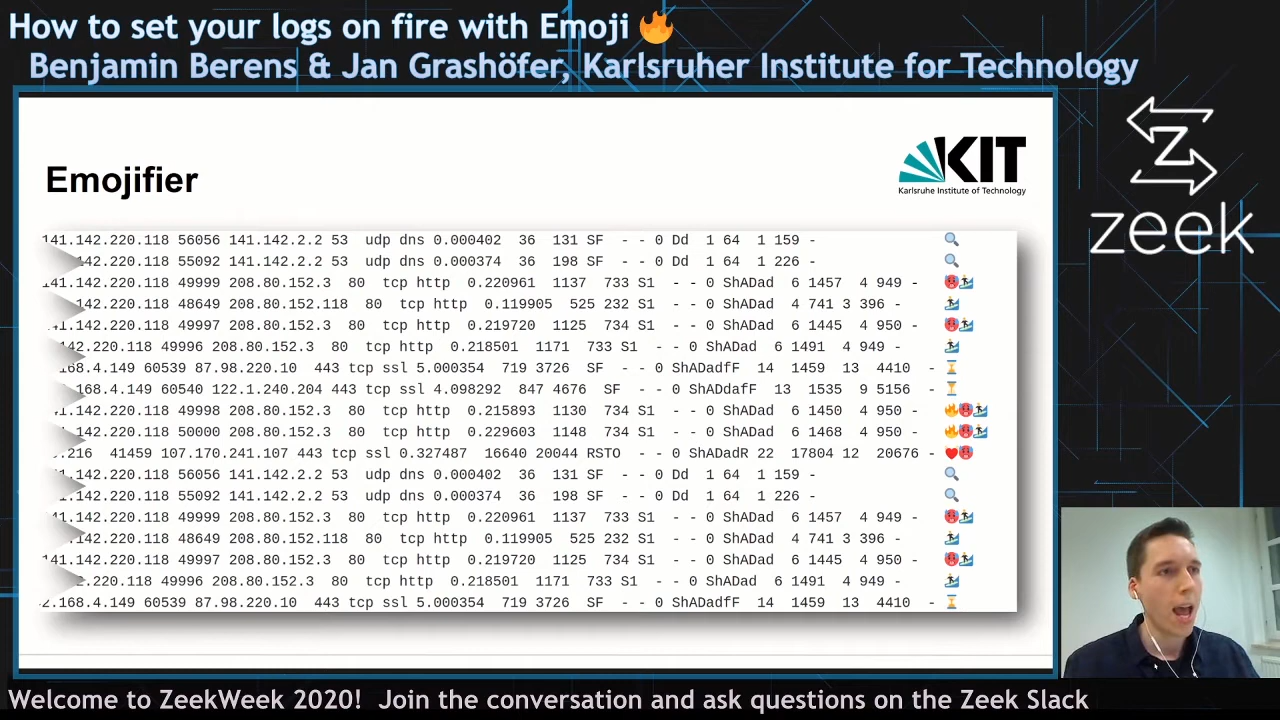 How to set your logs on fire with Emoji 🔥
Benjamin Berens & Jan Grashöfer, Karlsruher Institute for Technology
Emojifier
KIT
Karlsruhe Institute of Technology
zeek
141.142.220.118 56056 141.142.2.2 53 udp dns 0.000402 36 131 SF - - 0 Dd 1 64 1 159 - 🔍
.142.220.118 55092 141.142.2.2 53 udp dns 0.000374 36 198 SF - - 0 Dd 1 64 1 226 - 🔍
141.142.220.118 49999 208.80.152.3 80 tcp http 0.220961 1137 733 S1 - - 0 ShADad 6 1457 4 949 - 🥵🏄
.142.220.118 48649 208.80.152.118 80 tcp http 0.119905 525 232 S1 - - 0 ShADad 4 741 3 396 - 🏄
.141.142.220.118 49997 208.80.152.3 80 tcp http 0.219720 1125 734 S1 - - 0 ShADad 6 1445 4 950 - 🥵🏄
.142.220.118 49996 208.80.152.3 80 tcp http 0.218501 1171 733 S1 - - 0 ShADad 6 1491 4 949 - 🏄
.168.4.149 60539 87.98.220.10 443 tcp ssl 5.000354 719 3726 SF - - 0 ShADadfF 14 1459 13 4410 - ⏳
.168.4.149 60540 122.1.240.204 443 tcp ssl 4.098292 847 4676 SF - - 0 ShADdafF 13 1535 9 5156 - ⏳
41.142.220.118 49998 208.80.152.3 80 tcp http 0.215893 1130 734 S1 - - 0 ShADad 6 1450 4 950 - 🔥🥵🏄
.142.220.118 50000 208.80.152.3 80 tcp http 0.229603 1148 734 S1 - - 0 ShADad 6 1468 4 950 - 🔥🥵🏄
.216 41459 107.170.241.107 443 tcp ssl 0.327487 16640 20044 RSTO - - 0 ShADadR 22 17804 12 20676 - ❤️🥵
.142.220.118 56056 141.142.2.2 53 udp dns 0.000402 36 131 SF - - 0 Dd 1 64 1 159 - 🔍
41.142.220.118 55092 141.142.2.2 53 udp dns 0.000374 36 198 SF - - 0 Dd 1 64 1 226 - 🔍
41.142.220.118 49999 208.80.152.3 80 tcp http 0.220961 1137 733 S1 - - 0 ShADad 6 1457 4 949 - 🥵🏄
.142.220.118 48649 208.80.152.118 80 tcp http 0.119905 525 232 S1 - - 0 ShADad 4 741 3 396 - 🏄
141.142.220.118 49997 208.80.152.3 80 tcp http 0.219720 1125 734 S1 - - 0 ShADad 6 1445 4 950 - 🥵🏄
2.220.118 49996 208.80.152.3 80 tcp http 0.218501 1171 733 S1 - - 0 ShADad 6 1491 4 949 - 🏄
2.168.4.149 60539 87.98.220.10 443 tcp ssl 5.000354 719 3726 SF - - 0 ShADadfF 14 1459 13 4410 - ⏳
Welcome to ZeekWeek 2020! Join the conversation and ask questions on the Zeek Slack